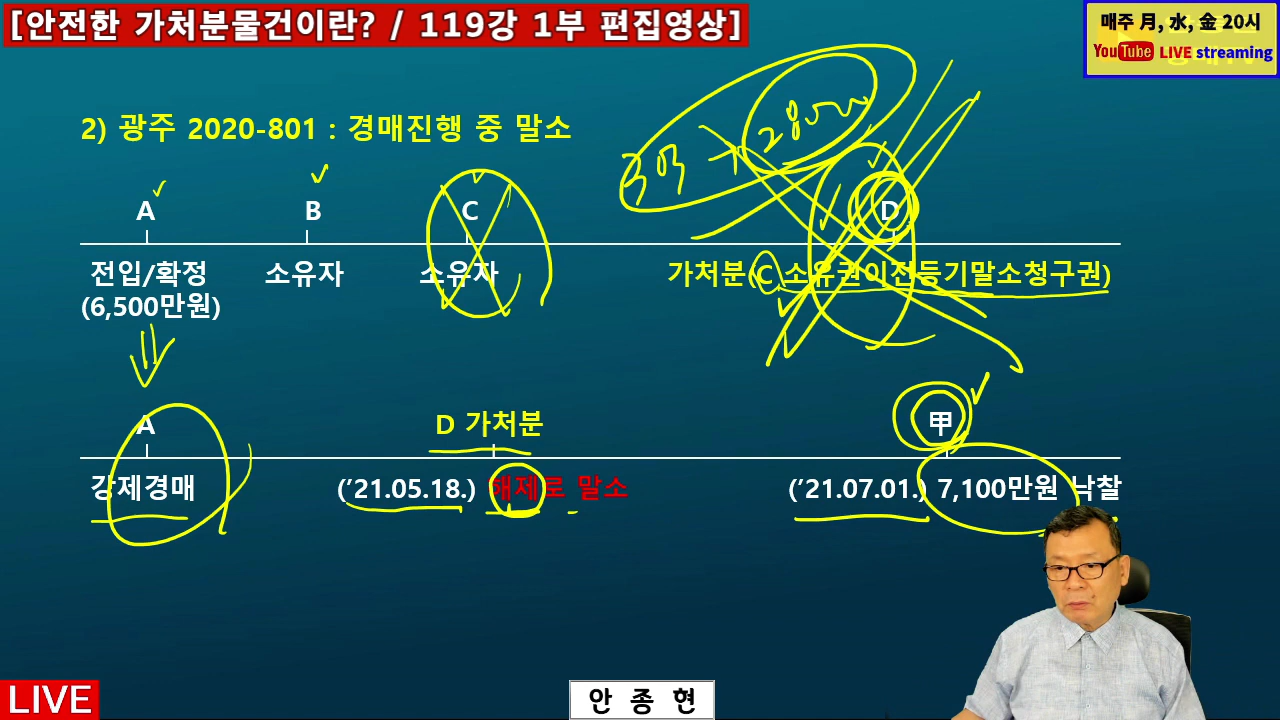 [안전한 가처분물건이란? / 119강 1부 편집영상]
매주 月, 水, 金 20시
YouTube LIVE streaming
2) 광주 2020-801 : 경매진행 중 말소
A B C D
전입/확정 소유자 소유자 가처분(C 소유권이전등기말소청구권)
(6,500만원)
A D 가처분 甲
강제경매 ('21.05.18.) 해제로 말소 ('21.07.01.) 7,100만원 낙찰
LIVE
안 종 현